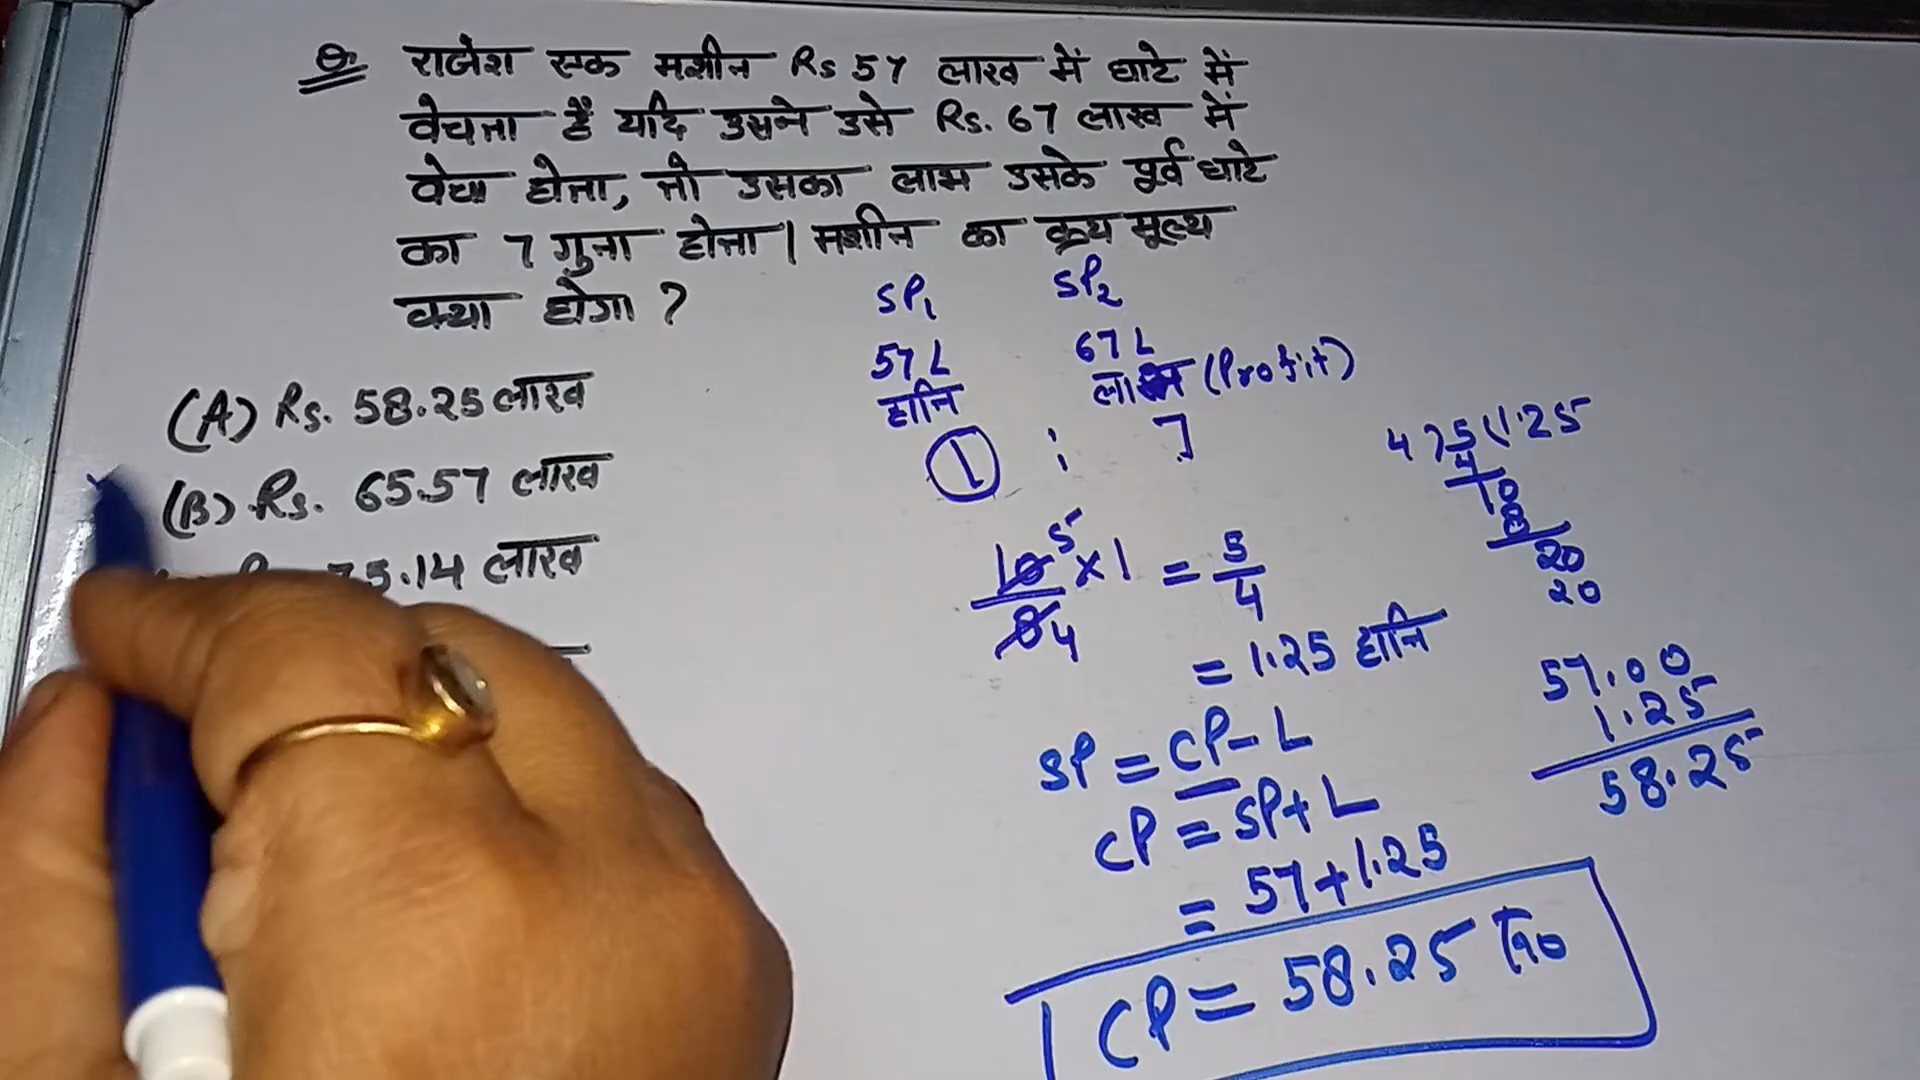 Q. राजेश एक मशीन Rs 57 लाख में घाटे में
बेचता है यदि उसने उसे Rs. 67 लाख में
बेचा होता, तो उसका लाभ उसके पूर्व घाटे
का 7 गुना होता। मशीन का क्रय मूल्य
क्या होगा ?
(A) Rs. 58.25 लाख
(B) Rs. 65.57 लाख
5.14 लाख
SP₁ SP₂
57 L 67 L
हानि लाभ (Profit)
1 : 7
10 5 × 1 = 5/4
8 4
= 1.25 हानि
SP = CP - L
CP = SP + L
= 57 + 1.25
CP = 58.25
4 ) 5 ( 1.25
4
10
8
20
20
57.00
1.25
58.25